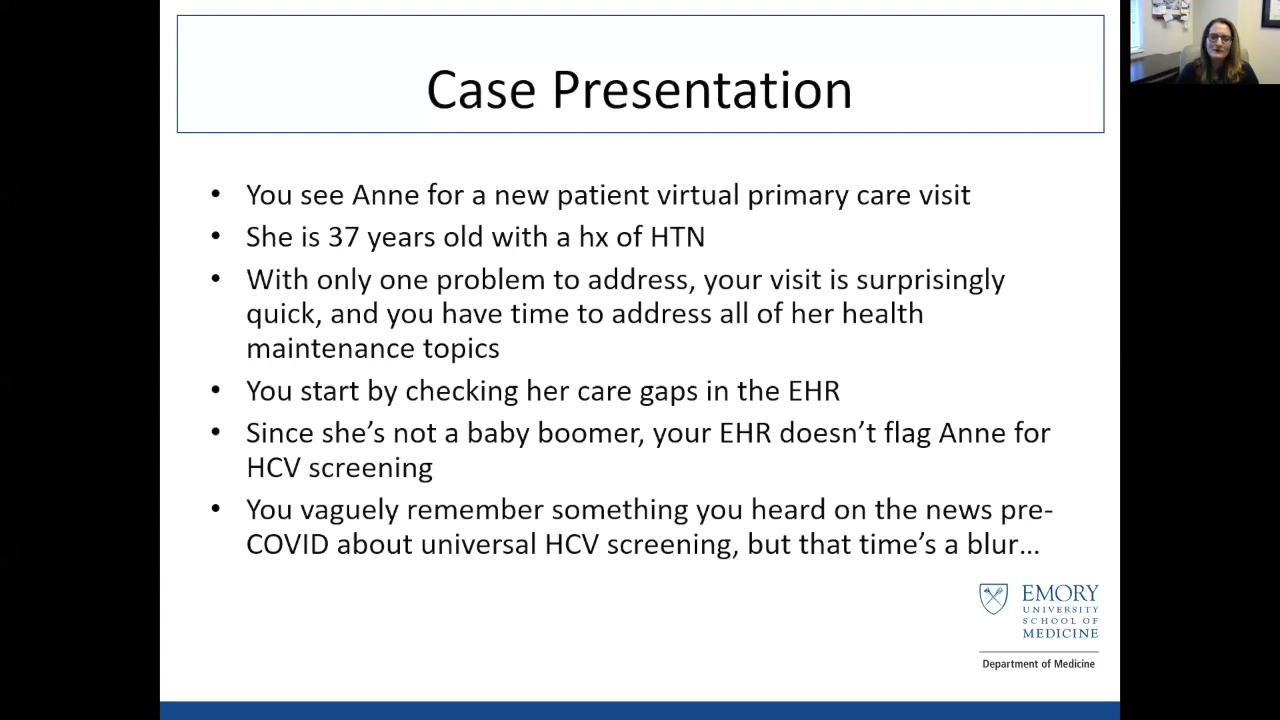 Case Presentation
• You see Anne for a new patient virtual primary care visit
• She is 37 years old with a hx of HTN
• With only one problem to address, your visit is surprisingly
quick, and you have time to address all of her health
maintenance topics
• You start by checking her care gaps in the EHR
• Since she’s not a baby boomer, your EHR doesn’t flag Anne for
HCV screening
• You vaguely remember something you heard on the news pre-
COVID about universal HCV screening, but that time’s a blur…
EMORY
UNIVERSITY
SCHOOL OF
MEDICINE
Department of Medicine